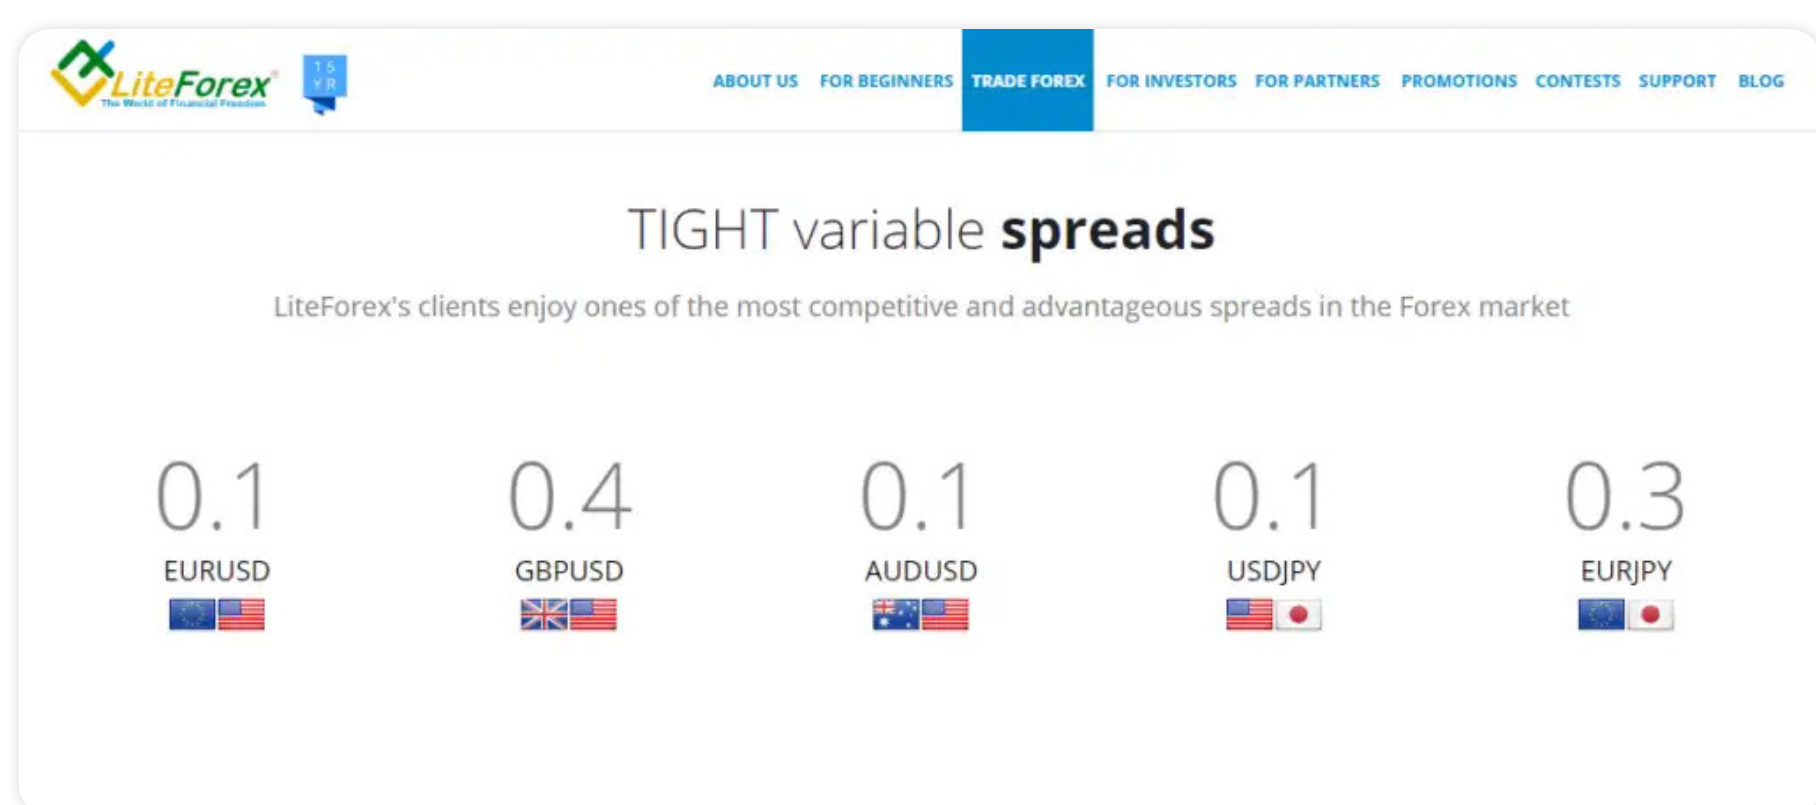 LiteForex®
The World of Financial Freedom
15
YR
ABOUT US FOR BEGINNERS TRADE FOREX FOR INVESTORS FOR PARTNERS PROMOTIONS CONTESTS SUPPORT BLOG
TIGHT variable spreads
LiteForex's clients enjoy ones of the most competitive and advantageous spreads in the Forex market
0.1 0.4 0.1 0.1 0.3
EURUSD GBPUSD AUDUSD USDJPY EURJPY